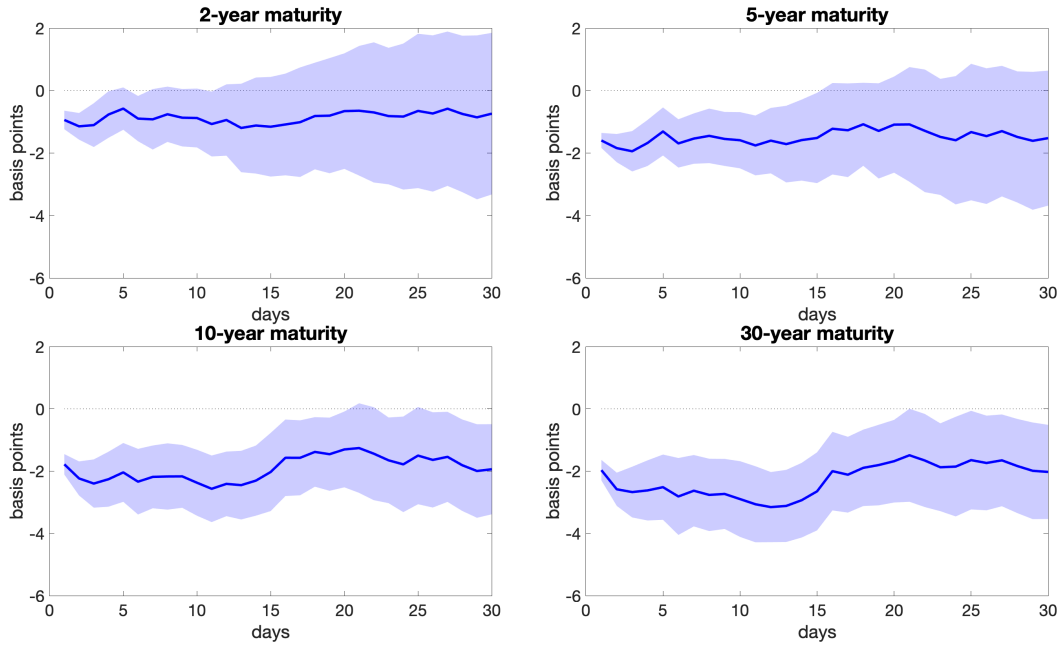 2-year maturity
2
0
-2
-4
-6
basis points
0 5 10 15 20 25 30
days
5-year maturity
2
0
-2
-4
-6
basis points
0 5 10 15 20 25 30
days
10-year maturity
2
0
-2
-4
-6
basis points
0 5 10 15 20 25 30
days
30-year maturity
2
0
-2
-4
-6
basis points
0 5 10 15 20 25 30
days